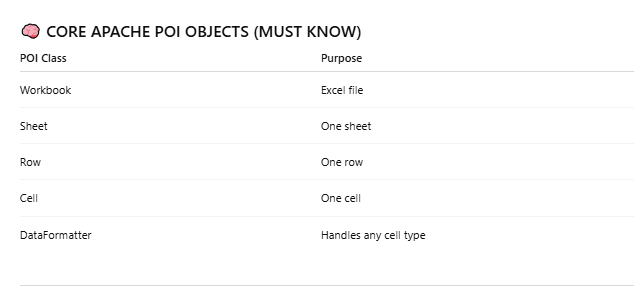 🧠 CORE APACHE POI OBJECTS (MUST KNOW)
POI Class Purpose
Workbook Excel file
Sheet One sheet
Row One row
Cell One cell
DataFormatter Handles any cell type